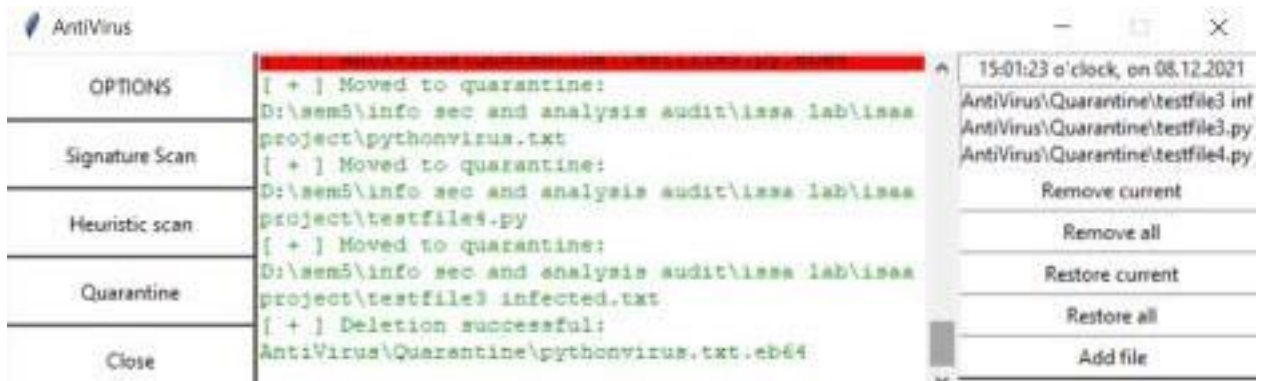 AntiVirus
OPTIONS
Signature Scan
Heuristic scan
Quarantine
Close
[ + ] Moved to quarantine:
D:\sem5\info sec and analysis audit\issa lab\isaa
project\pythonvirus.txt
[ + ] Moved to quarantine:
D:\sem5\info sec and analysis audit\issa lab\isaa
project\testfile4.py
[ + ] Moved to quarantine:
D:\sem5\info sec and analysis audit\issa lab\isaa
project\testfile3 infected.txt
[ + ] Deletion successful:
AntiVirus\Quarantine\pythonvirus.txt.eb64
15:01:23 o'clock, on 08.12.2021
AntiVirus\Quarantine\testfile3 inf
AntiVirus\Quarantine\testfile3.py
AntiVirus\Quarantine\testfile4.py
Remove current
Remove all
Restore current
Restore all
Add file